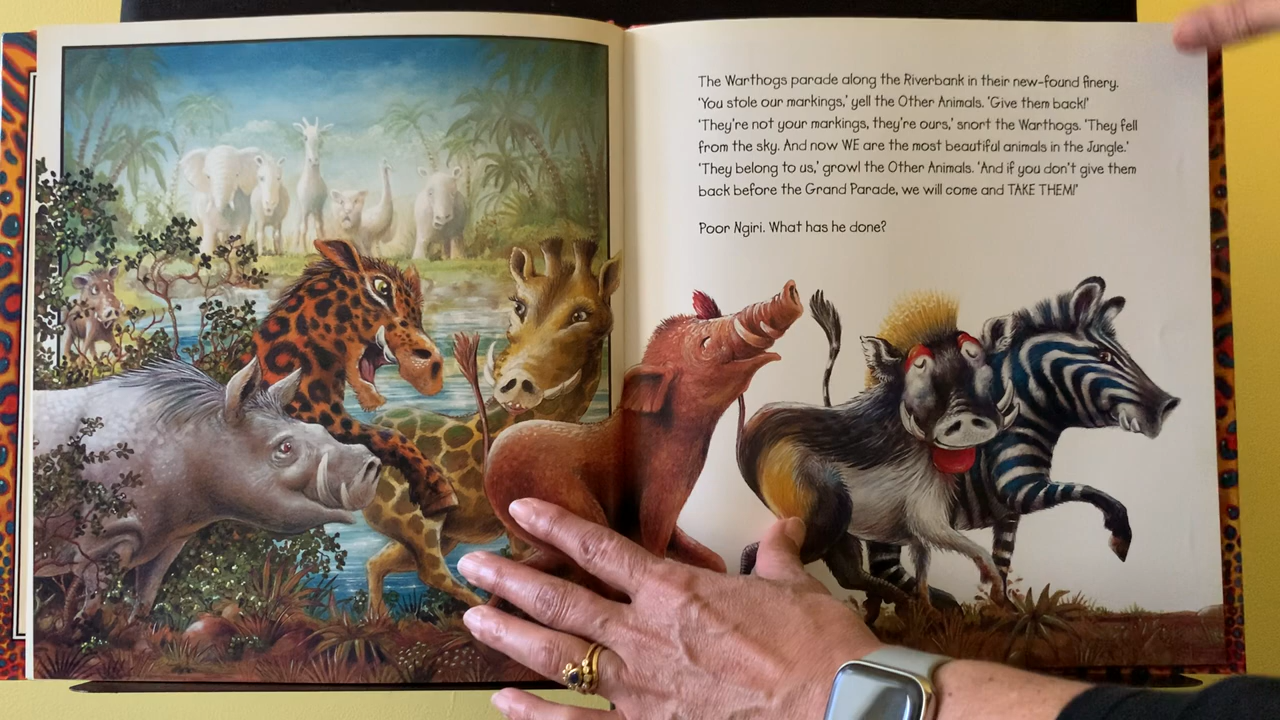 The Warthogs parade along the Riverbank in their new-found finery.
'You stole our markings,' yell the Other Animals. 'Give them back!'
'They're not your markings, they're ours,' snort the Warthogs. 'They fell
from the sky. And now WE are the most beautiful animals in the Jungle.'
'They belong to us,' growl the Other Animals. 'And if you don't give them
back before the Grand Parade, we will come and TAKE THEM!'
Poor Ngiri. What has he done?